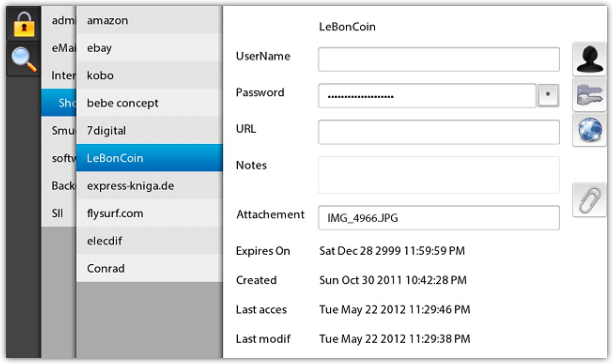 admi
eMai
Inter
Sho
Smu
softw
Back
SII
amazon
ebay
kobo
bebe concept
7digital
LeBonCoin
express-kniga.de
flysurf.com
elecdif
Conrad
LeBonCoin
UserName
Password •••••••••••••••••••• *
URL
Notes
Attachement IMG_4966.JPG
Expires On Sat Dec 28 2999 11:59:59 PM
Created Sun Oct 30 2011 10:42:28 PM
Last acces Tue May 22 2012 11:29:46 PM
Last modif Tue May 22 2012 11:29:38 PM